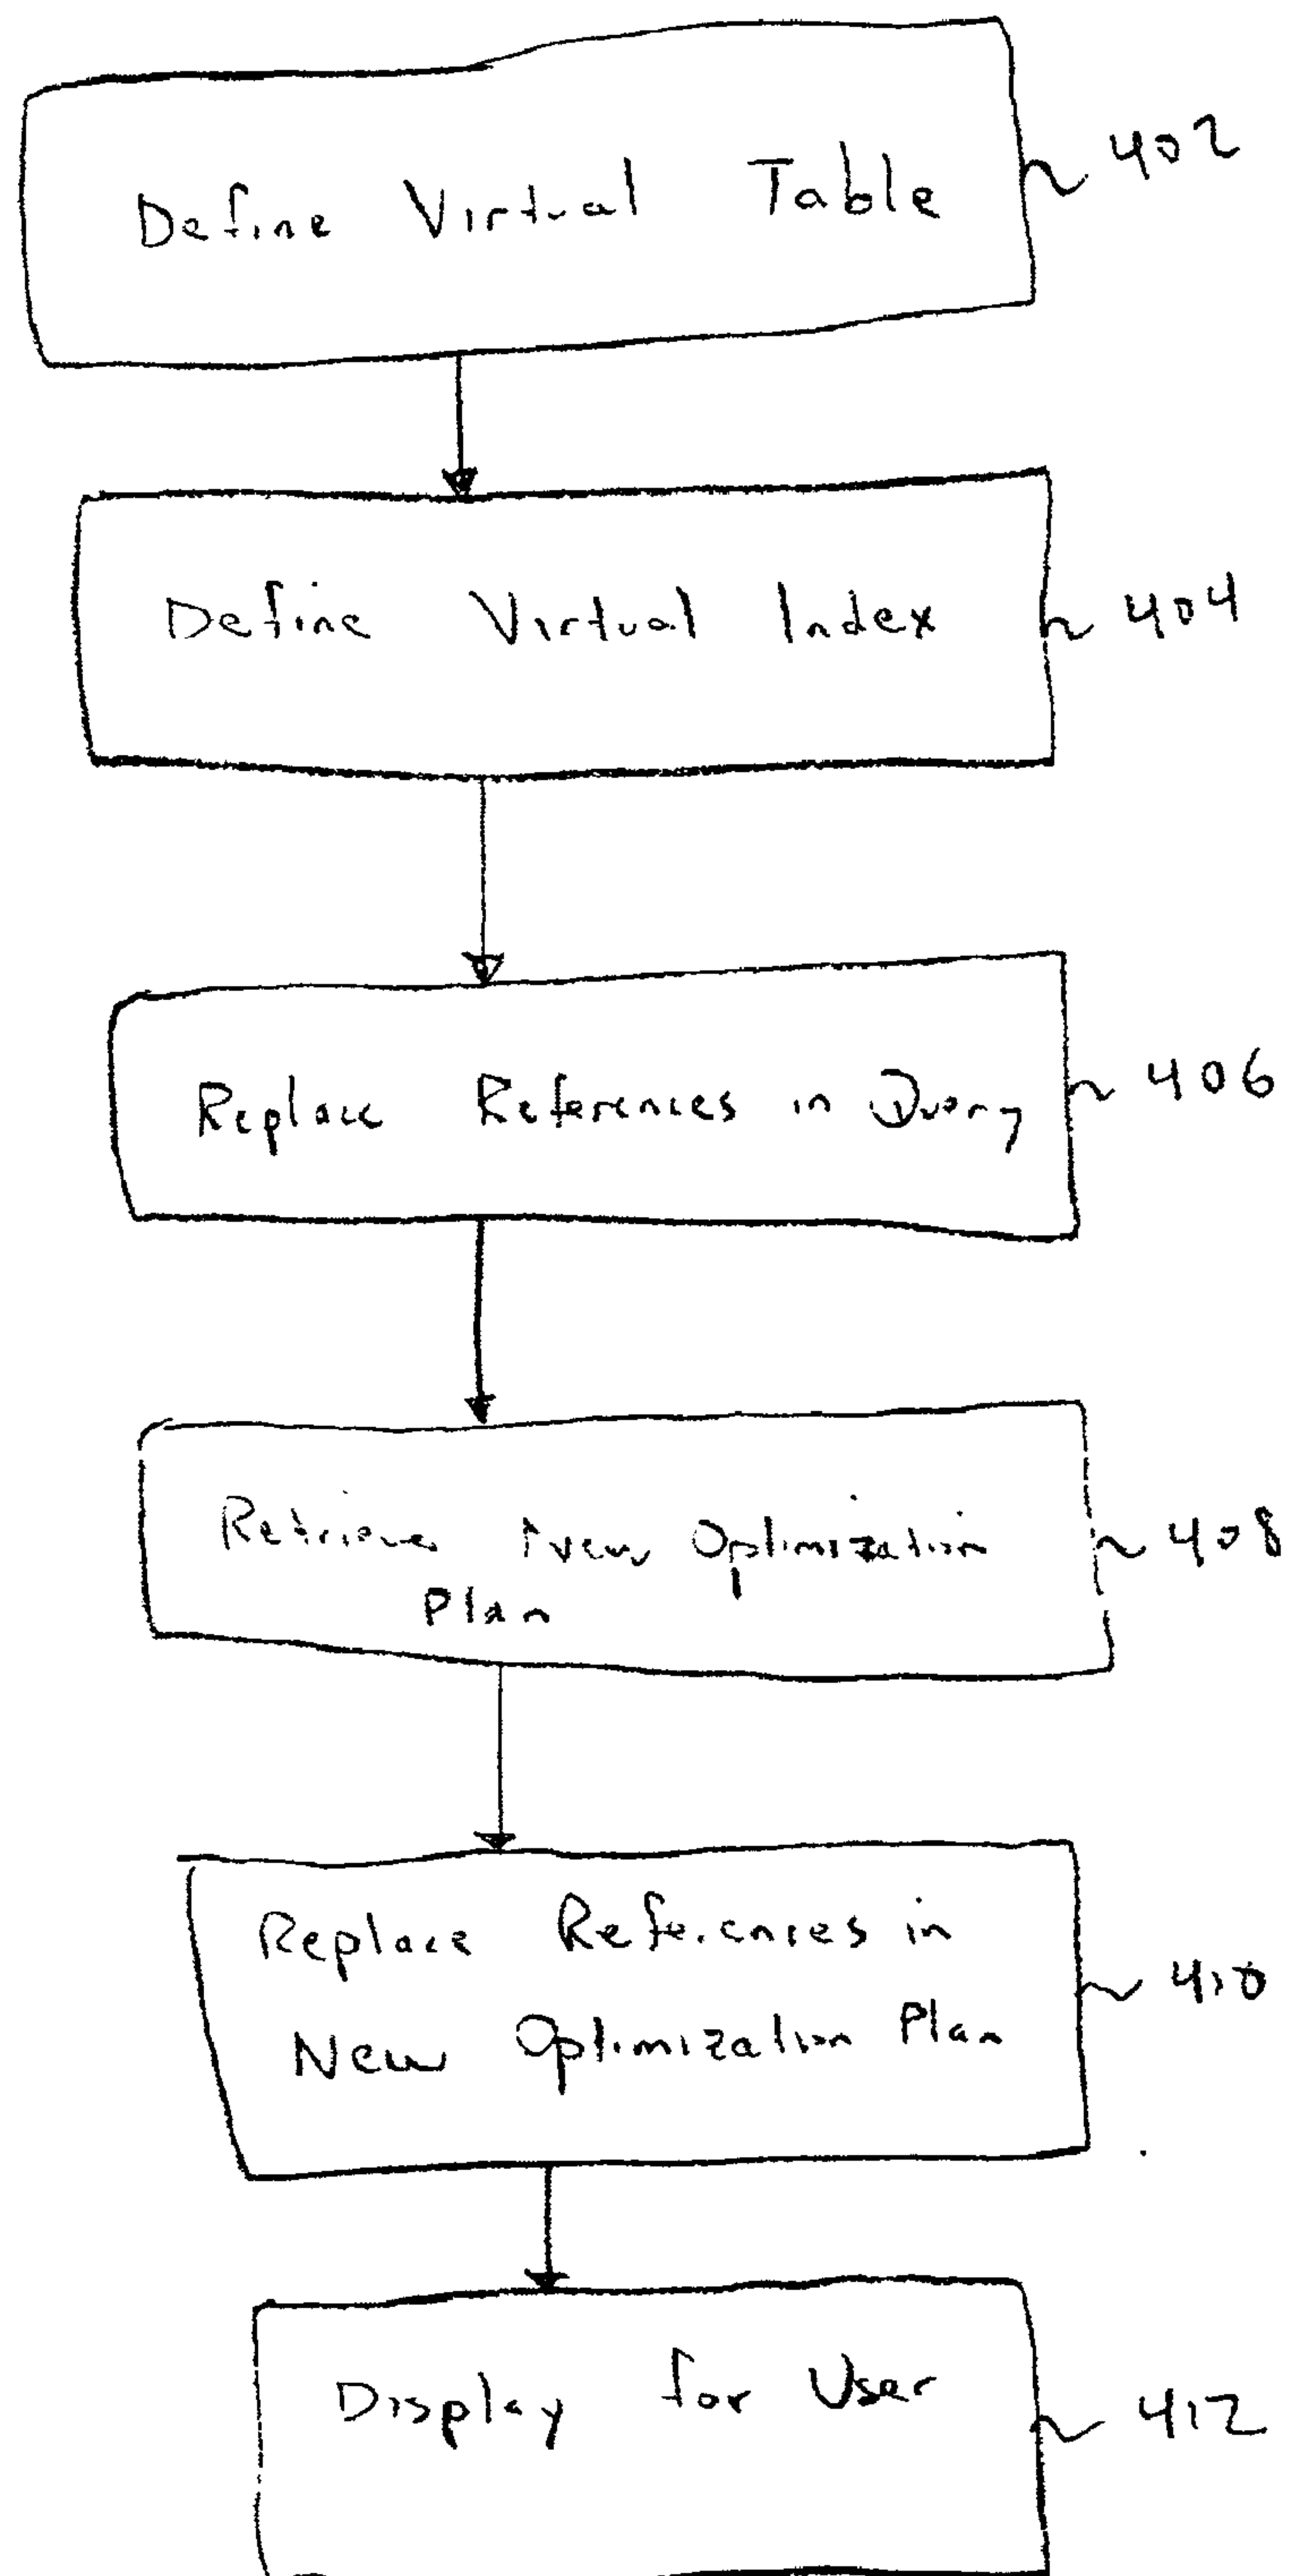 Define Virtual Table
402
Define Virtual Index
404
Replace References in Query
406
Retrieve New Optimization
Plan
408
Replace References in
New Optimization Plan
410
Display for User
412